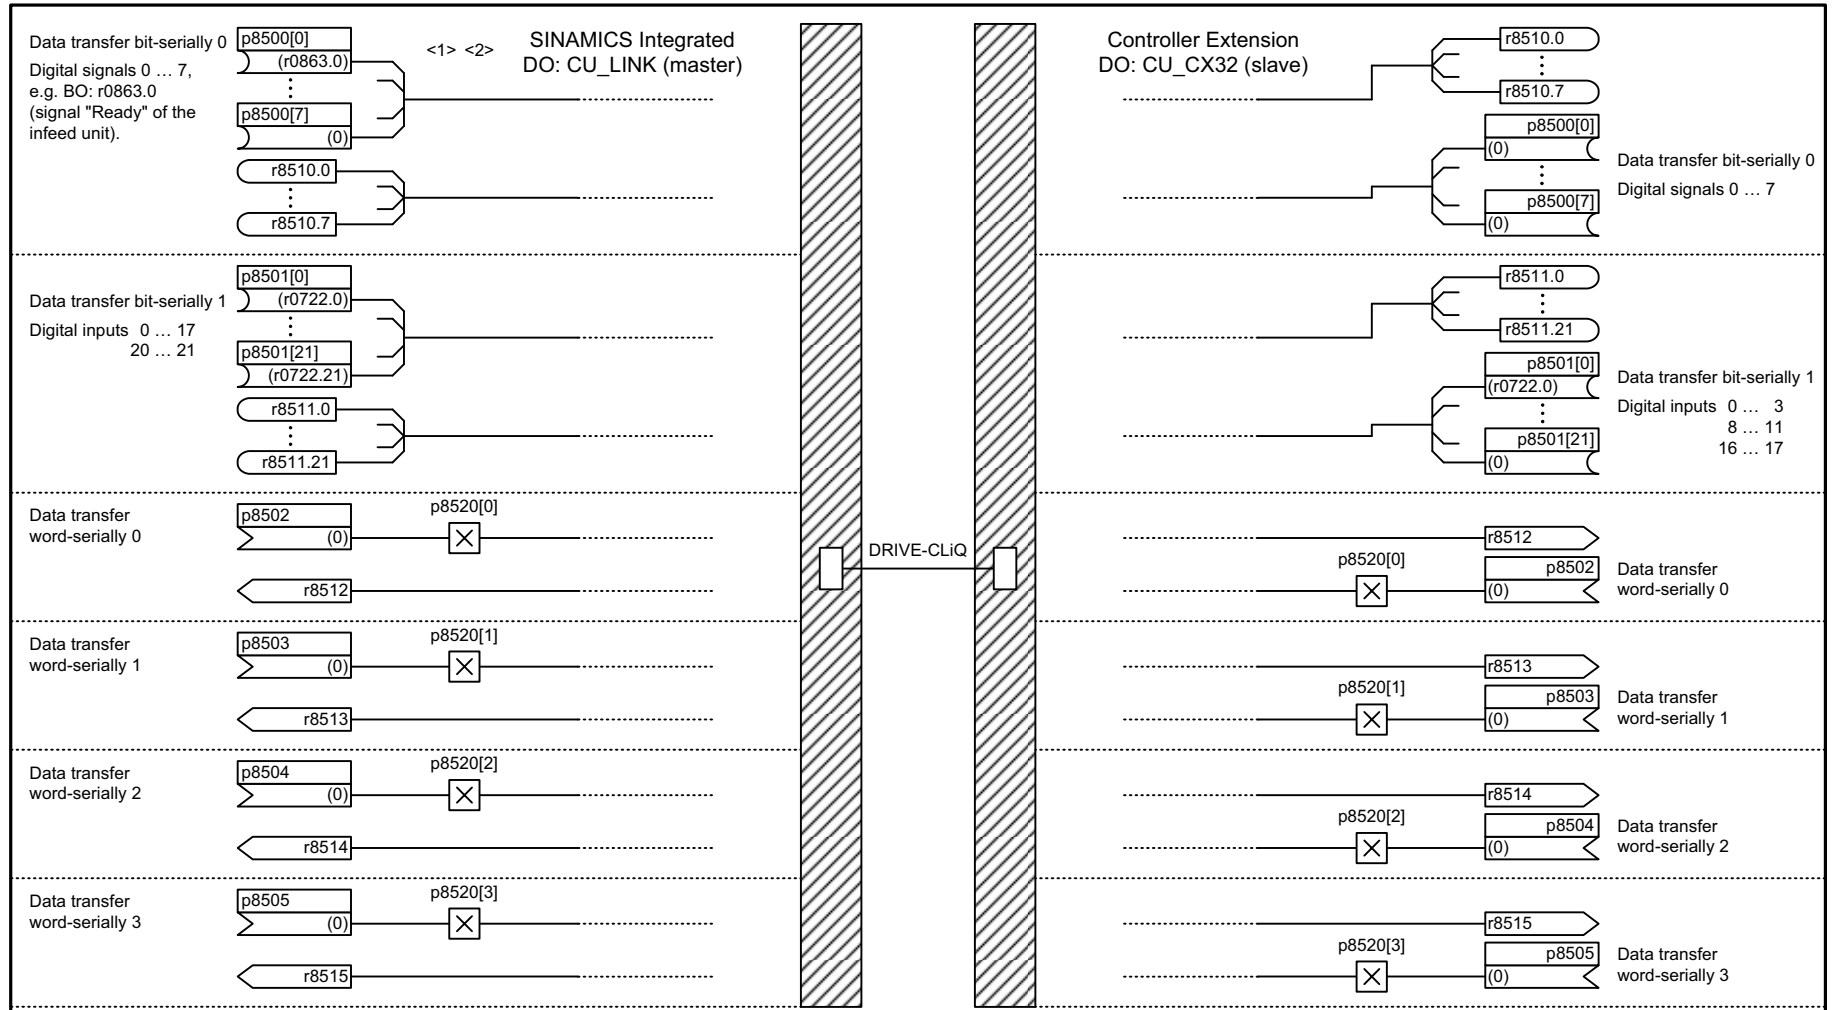 Data transfer bit-serially 0
Digital signals 0 … 7,
e.g. BO: r0863.0
(signal "Ready" of the
infeed unit).
p8500[0]
(r0863.0)
p8500[7]
(0)
r8510.0
r8510.7
<1> <2>
SINAMICS Integrated
DO: CU_LINK (master)
Controller Extension
DO: CU_CX32 (slave)
r8510.0
r8510.7
p8500[0]
(0)
p8500[7]
(0)
Data transfer bit-serially 0
Digital signals 0 … 7
Data transfer bit-serially 1
Digital inputs 0 … 17
20 … 21
p8501[0]
(r0722.0)
p8501[21]
(r0722.21)
r8511.0
r8511.21
r8511.0
r8511.21
p8501[0]
(r0722.0)
p8501[21]
(0)
Data transfer bit-serially 1
Digital inputs 0 … 3
8 … 11
16 … 17
Data transfer
word-serially 0
p8502
(0)
p8520[0]
r8512
DRIVE-CLiQ
r8512
p8520[0]
p8502
(0)
Data transfer
word-serially 0
Data transfer
word-serially 1
p8503
(0)
p8520[1]
r8513
r8513
p8520[1]
p8503
(0)
Data transfer
word-serially 1
Data transfer
word-serially 2
p8504
(0)
p8520[2]
r8514
r8514
p8520[2]
p8504
(0)
Data transfer
word-serially 2
Data transfer
word-serially 3
p8505
(0)
p8520[3]
r8515
r8515
p8520[3]
p8505
(0)
Data transfer
word-serially 3